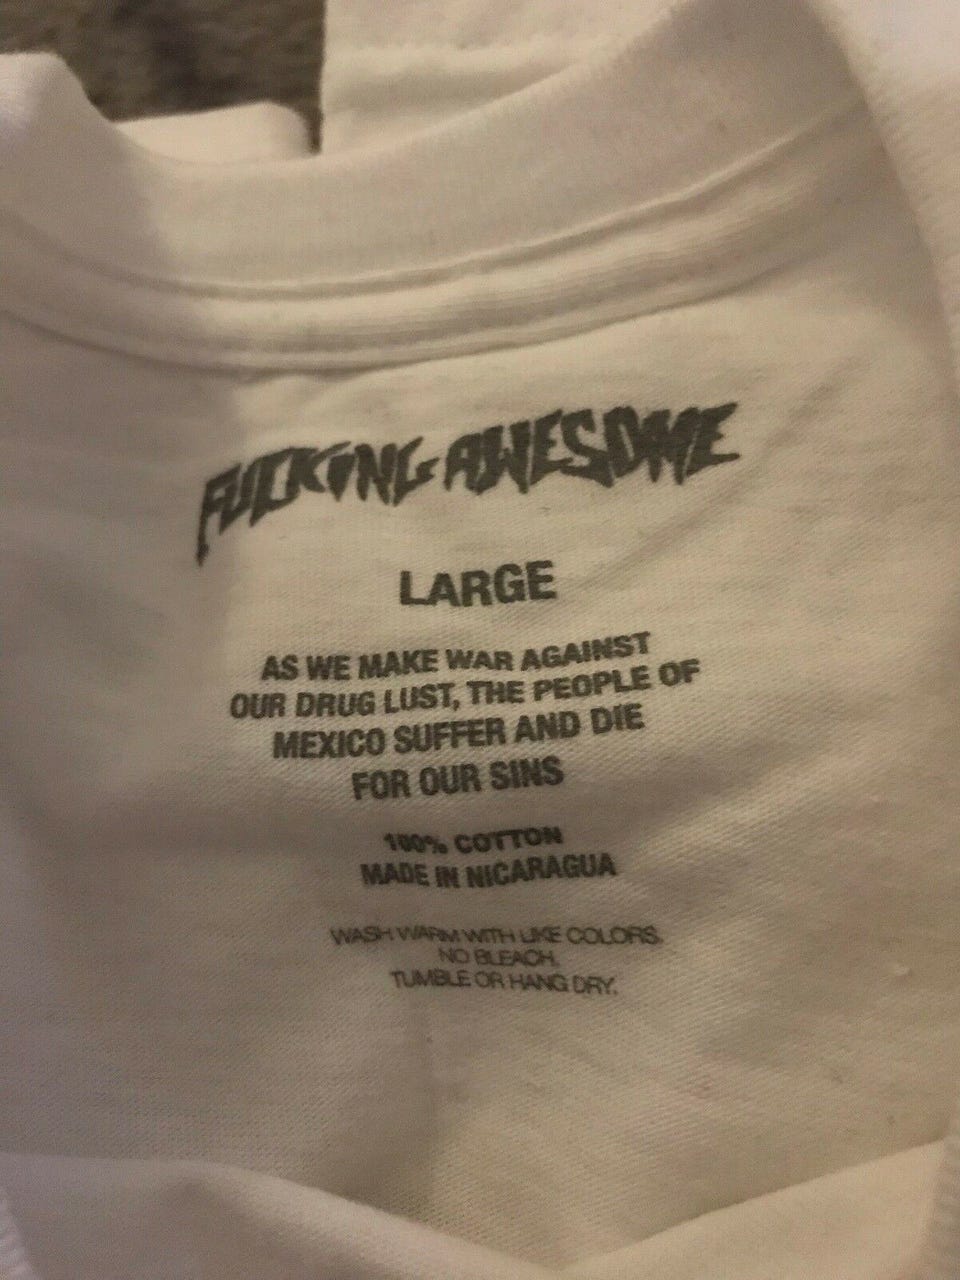 FUCKING AWESOME
LARGE
AS WE MAKE WAR AGAINST
OUR DRUG LUST, THE PEOPLE OF
MEXICO SUFFER AND DIE
FOR OUR SINS
100% COTTON
MADE IN NICARAGUA
WASH WARM WITH LIKE COLORS.
NO BLEACH.
TUMBLE OR HANG DRY.